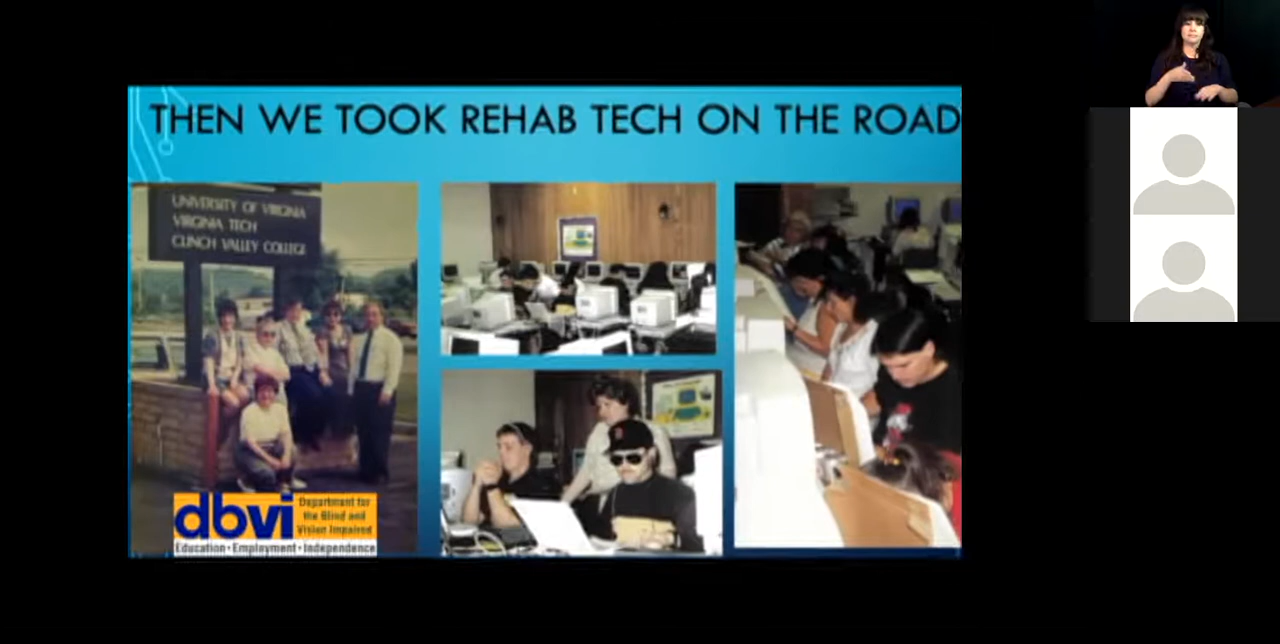 THEN WE TOOK REHAB TECH ON THE ROAD
UNIVERSITY OF VIRGINIA
VIRGINIA TECH
CLINCH VALLEY COLLEGE
dbvi
Department for
the Blind and
Vision Impaired
Education • Employment • Independence